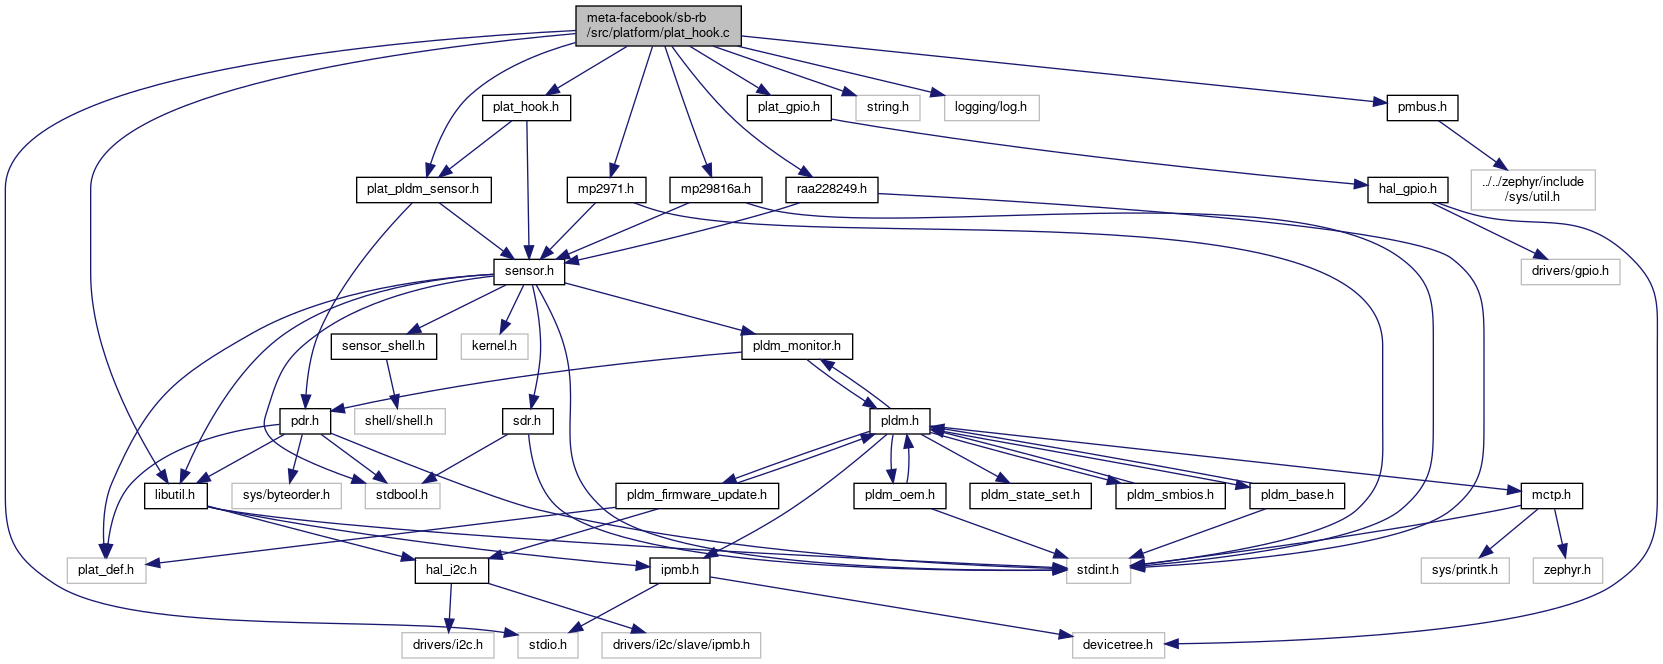 meta-facebook/sb-rb
/src/platform/plat_hook.c
plat_hook.h
plat_gpio.h
string.h
logging/log.h
pmbus.h
plat_pldm_sensor.h
mp2971.h
mp29816a.h
raa228249.h
hal_gpio.h
../../zephyr/include
/sys/util.h
sensor.h
drivers/gpio.h
sensor_shell.h
kernel.h
pldm_monitor.h
pdr.h
shell/shell.h
sdr.h
pldm.h
libutil.h
sys/byteorder.h
stdbool.h
pldm_firmware_update.h
pldm_oem.h
pldm_state_set.h
pldm_smbios.h
pldm_base.h
mctp.h
plat_def.h
hal_i2c.h
ipmb.h
stdint.h
sys/printk.h
zephyr.h
drivers/i2c.h
stdio.h
drivers/i2c/slave/ipmb.h
devicetree.h